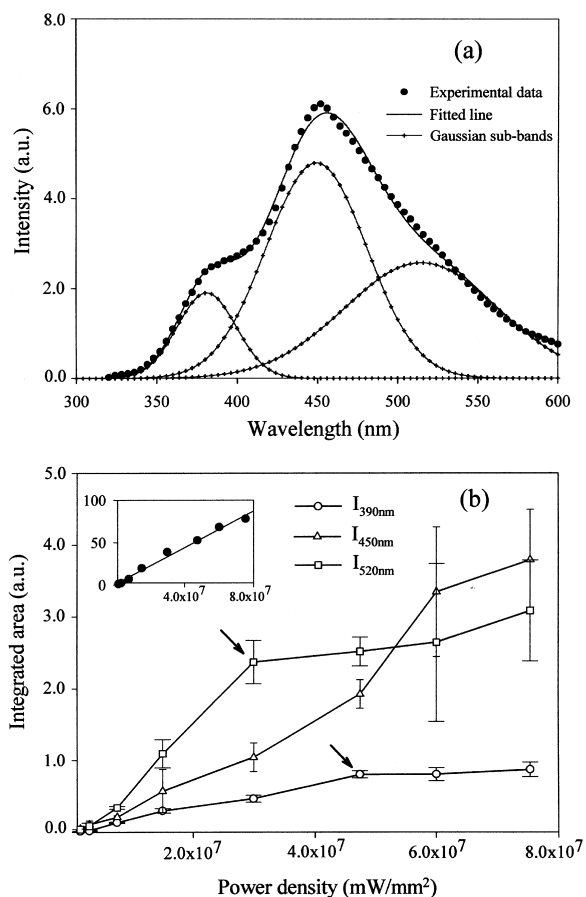 (a)
8.0
6.0
4.0
2.0
0.0
Intensity (a.u.)
Experimental data
Fitted line
Gaussian sub-bands
300 350 400 450 500 550 600
Wavelength (nm)
(b)
5.0
4.0
3.0
2.0
1.0
0.0
Integrated area (a.u.)
100
50
0
4.0x10⁷ 8.0x10⁷
I390nm
I450nm
I520nm
2.0x10⁷ 4.0x10⁷ 6.0x10⁷ 8.0x10⁷
Power density (mW/mm²)